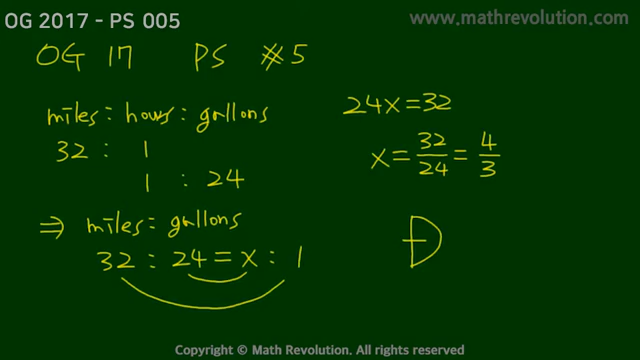 OG 2017 - PS 005
www.mathrevolution.com
OG 17 PS #5
miles : hours : gallons
32 : 1
1 : 24
⇒ miles : gallons
32 : 24 = x : 1
24x = 32
x = 32/24 = 4/3
D
Copyright © Math Revolution. All rights reserved